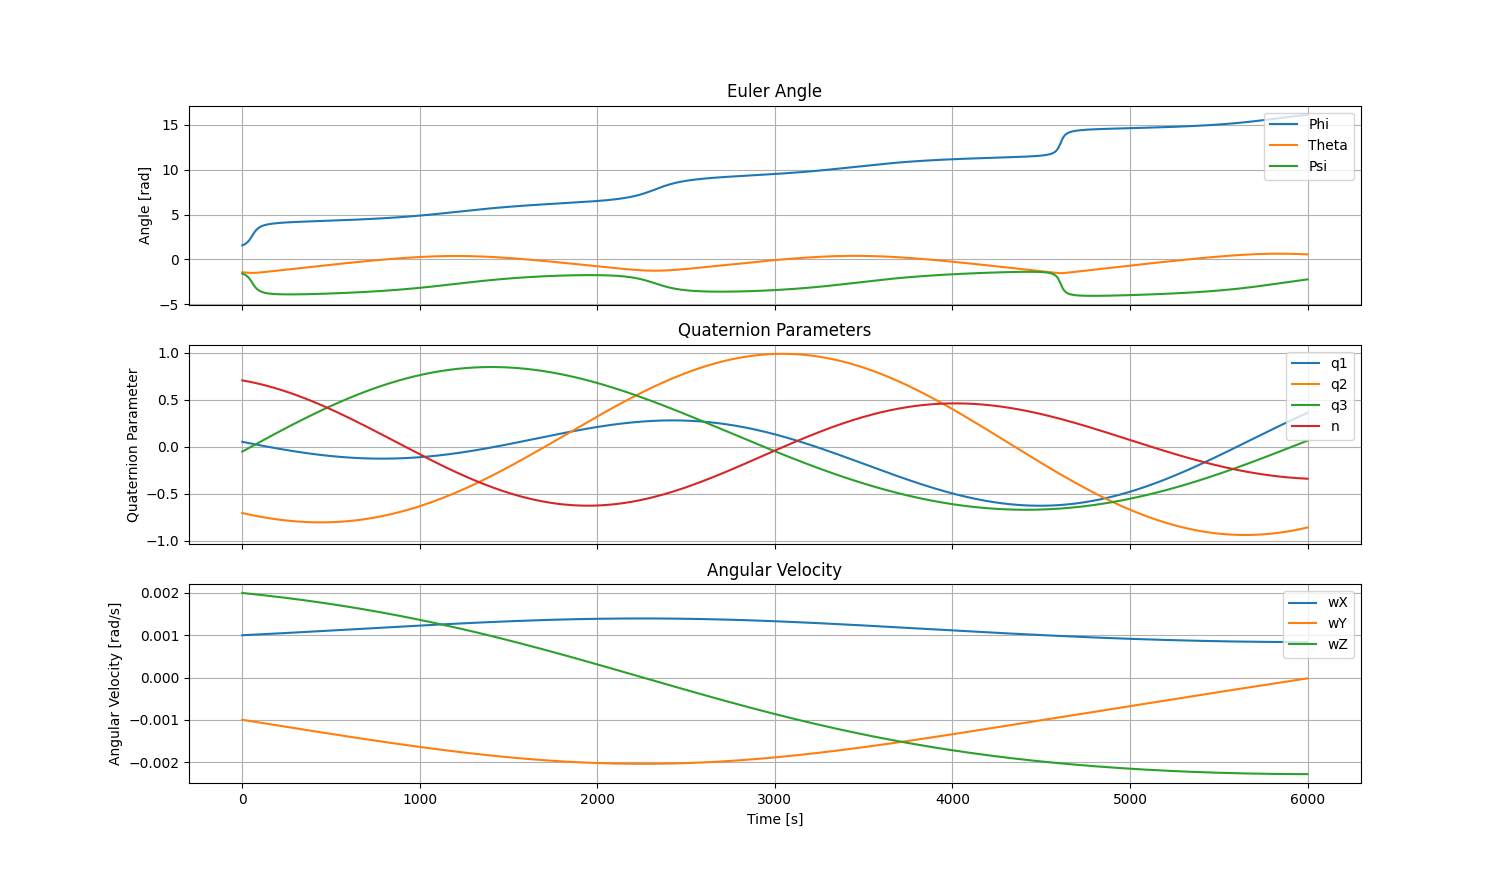 Euler Angle
Angle [rad]
15
10
5
0
−5
Phi
Theta
Psi
Quaternion Parameters
Quaternion Parameter
1.0
0.5
0.0
−0.5
−1.0
q1
q2
q3
n
Angular Velocity
Angular Velocity [rad/s]
0.002
0.001
0.000
−0.001
−0.002
wX
wY
wZ
0 1000 2000 3000 4000 5000 6000
Time [s]